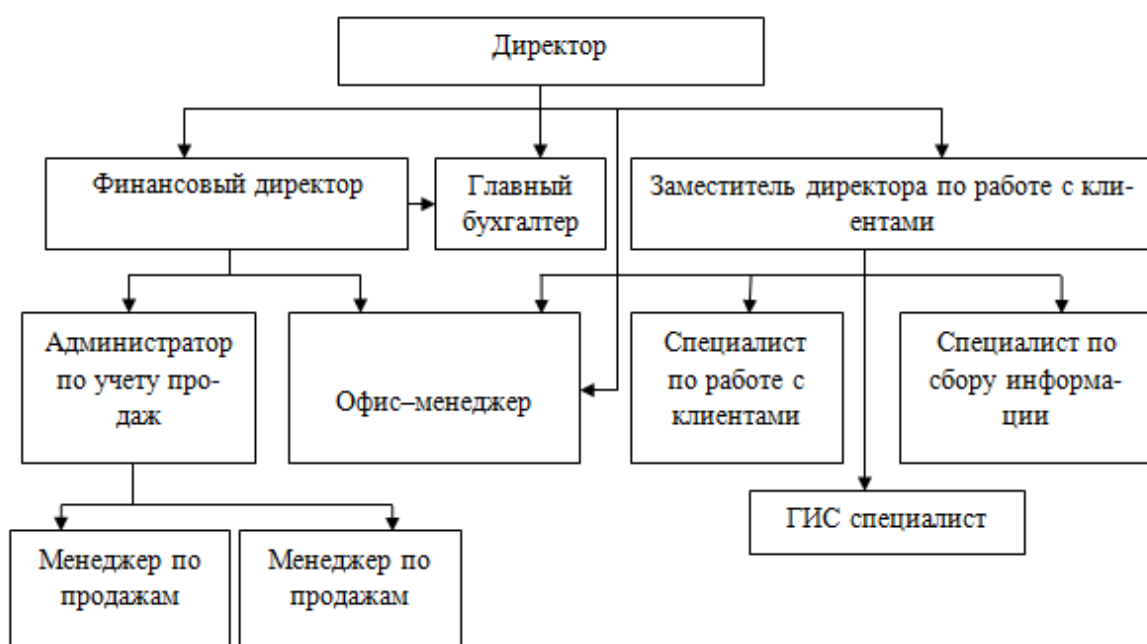 Директор
Финансовый директор
Главный
бухгалтер
Заместитель директора по работе с кли-
ентами
Администратор
по учету про-
даж
Офис–менеджер
Специалист
по работе с
клиентами
Специалист по
сбору информа-
ции
ГИС специалист
Менеджер по
продажам
Менеджер по
продажам